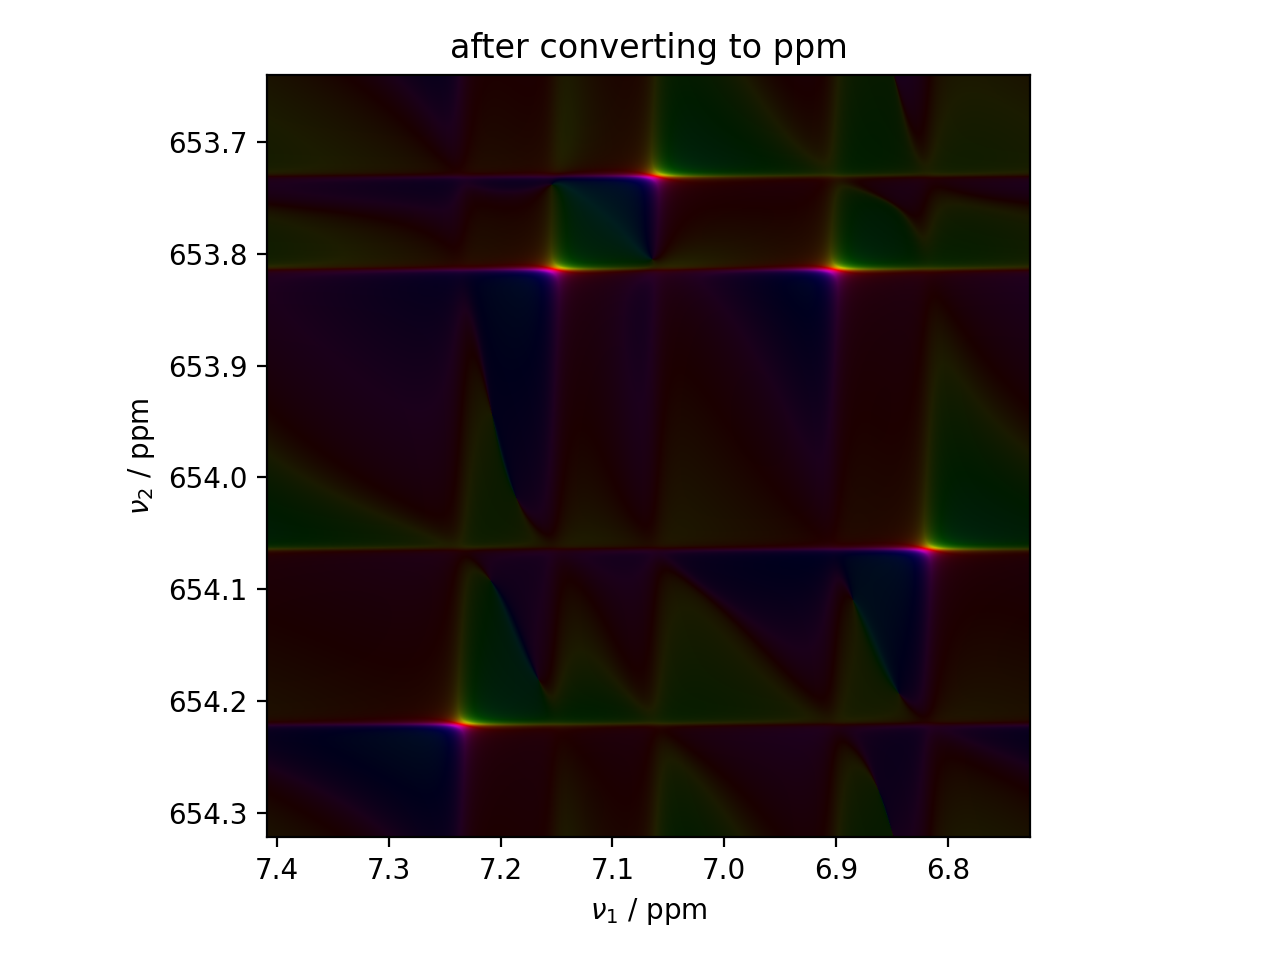 after converting to ppm
653.7
653.8
653.9
654.0
654.1
654.2
654.3
ν₂ / ppm
7.4 7.3 7.2 7.1 7.0 6.9 6.8
ν₁ / ppm